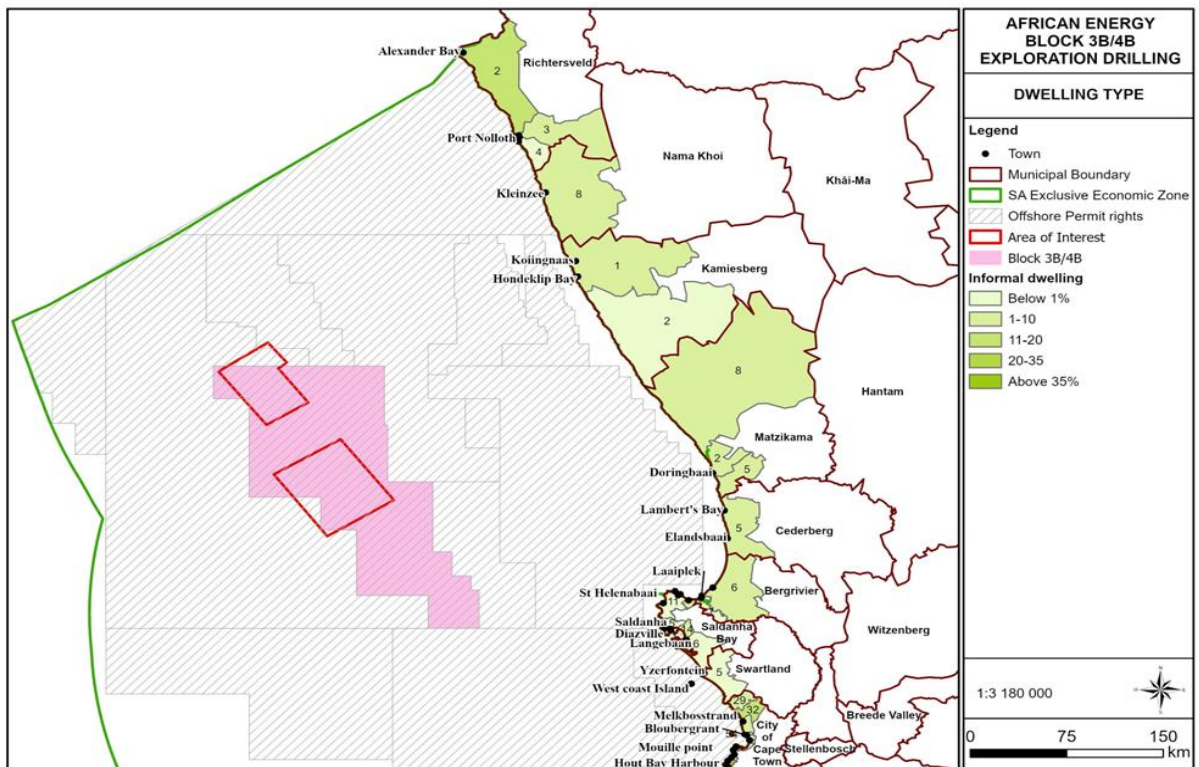 AFRICAN ENERGY
BLOCK 3B/4B
EXPLORATION DRILLING
DWELLING TYPE
Legend
Town
Municipal Boundary
SA Exclusive Economic Zone
Offshore Permit rights
Area of Interest
Block 3B/4B
Informal dwelling
Below 1%
1-10
11-20
20-35
Above 35%
1:3 180 000
0 75 150
km
Alexander Bay
2
Richtersveld
Port Nolloth
3
4
Nama Khoi
Khâi-Ma
Kleinzee
8
Koiingnaas
1
Kamiesberg
Hondeklip Bay
2
8
Hantam
Matzikama
2
5
Doringbaai
Lambert's Bay
5
Cederberg
Elandsbaai
Laaiplek
6
Bergrivier
St Helenabaai
11
Witzenberg
Saldanha
Saldanha
Bay
Diazville
4
Langebaan
6
Yzerfontein
5
Swartland
West coast Island
29
32
Melkbosstrand
Breede Valley
Bloubergrant
City
of
Cape
Town
Mouille point
Stellenbosch
Hout Bay Harbour